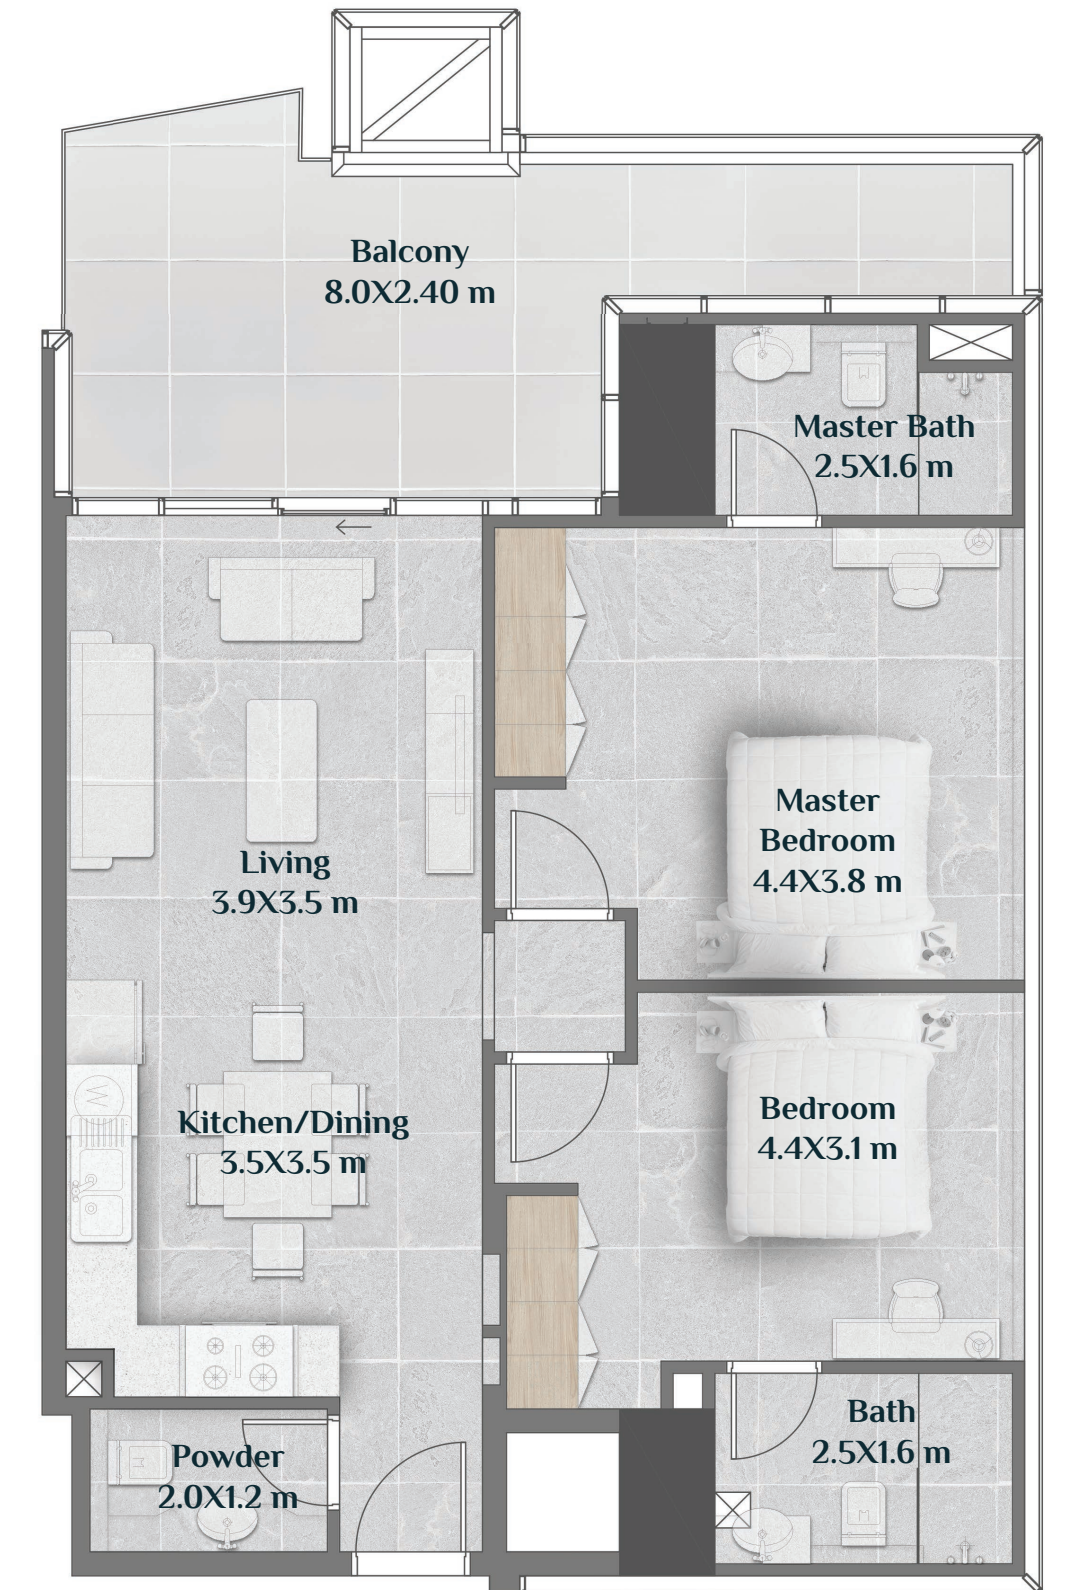 Balcony
8.0X2.40 m
Master Bath
2.5X1.6 m
Master
Bedroom
4.4X3.8 m
Living
3.9X3.5 m
Kitchen/Dining
3.5X3.5 m
Bedroom
4.4X3.1 m
Bath
2.5X1.6 m
Powder
2.0X1.2 m